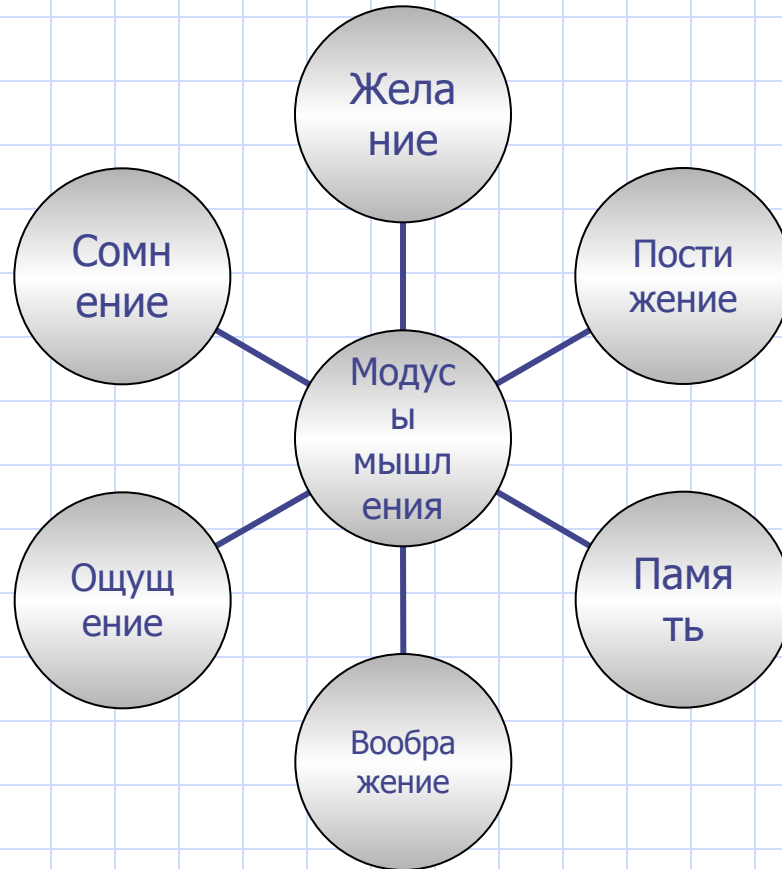 Жела
ние
Сомн
ение
Пости
жение
Модус
ы
мышл
ения
Ощущ
ение
Памя
ть
Вообра
жение